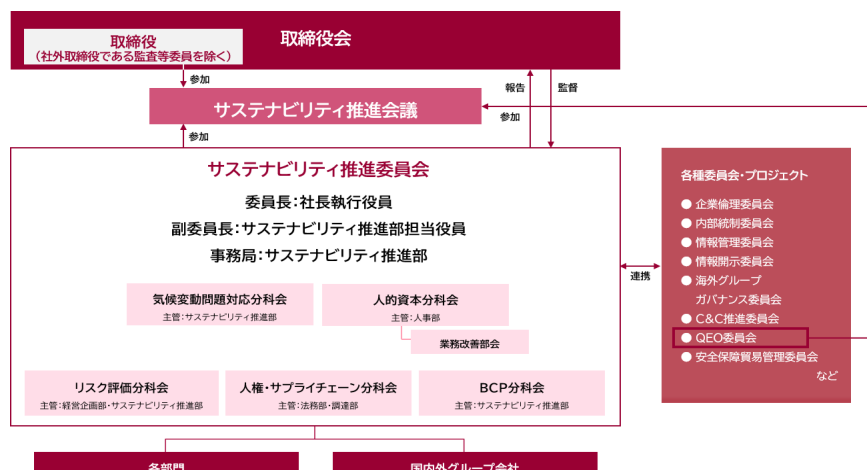 取締役会
取締役
（社外取締役である監査等委員を除く）
参加
報告
監督
サステナビリティ推進会議
参加
参加
サステナビリティ推進委員会
委員長：社長執行役員
副委員長：サステナビリティ推進部担当役員
事務局：サステナビリティ推進部
気候変動問題対応分科会
主管：サステナビリティ推進部
人的資本分科会
主管：人事部
業務改善部会
リスク評価分科会
主管：経営企画部・サステナビリティ推進部
人権・サプライチェーン分科会
主管：法務部・調達部
BCP分科会
主管：サステナビリティ推進部
連携
各種委員会・プロジェクト
● 企業倫理委員会
● 内部統制委員会
● 情報管理委員会
● 情報開示委員会
● 海外グループ
ガバナンス委員会
● C&C推進委員会
● QEO委員会
● 安全保障貿易管理委員会
など
各部門
国内外グループ会社